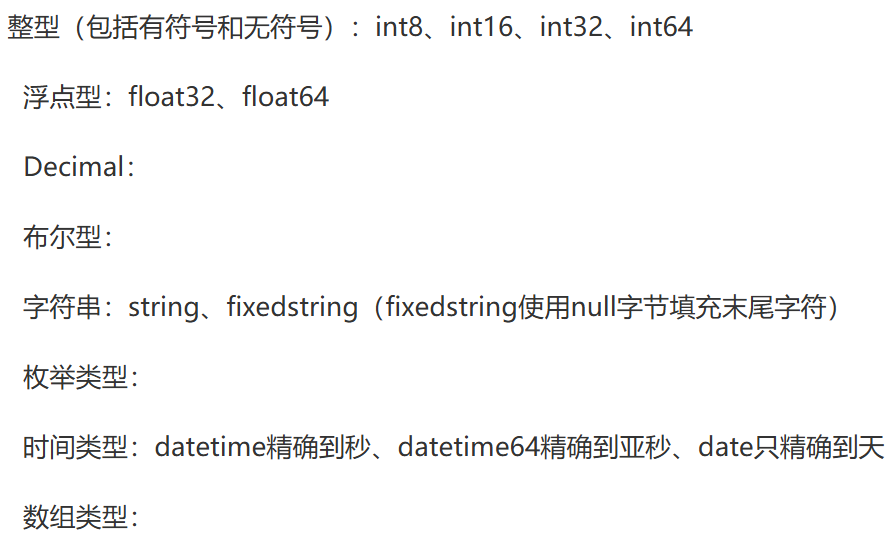 整型（包括有符号和无符号）：int8、int16、int32、int64
浮点型：float32、float64
Decimal：
布尔型：
字符串：string、fixedstring（fixedstring使用null字节填充末尾字符）
枚举类型：
时间类型：datetime精确到秒、datetime64精确到亚秒、date只精确到天
数组类型：